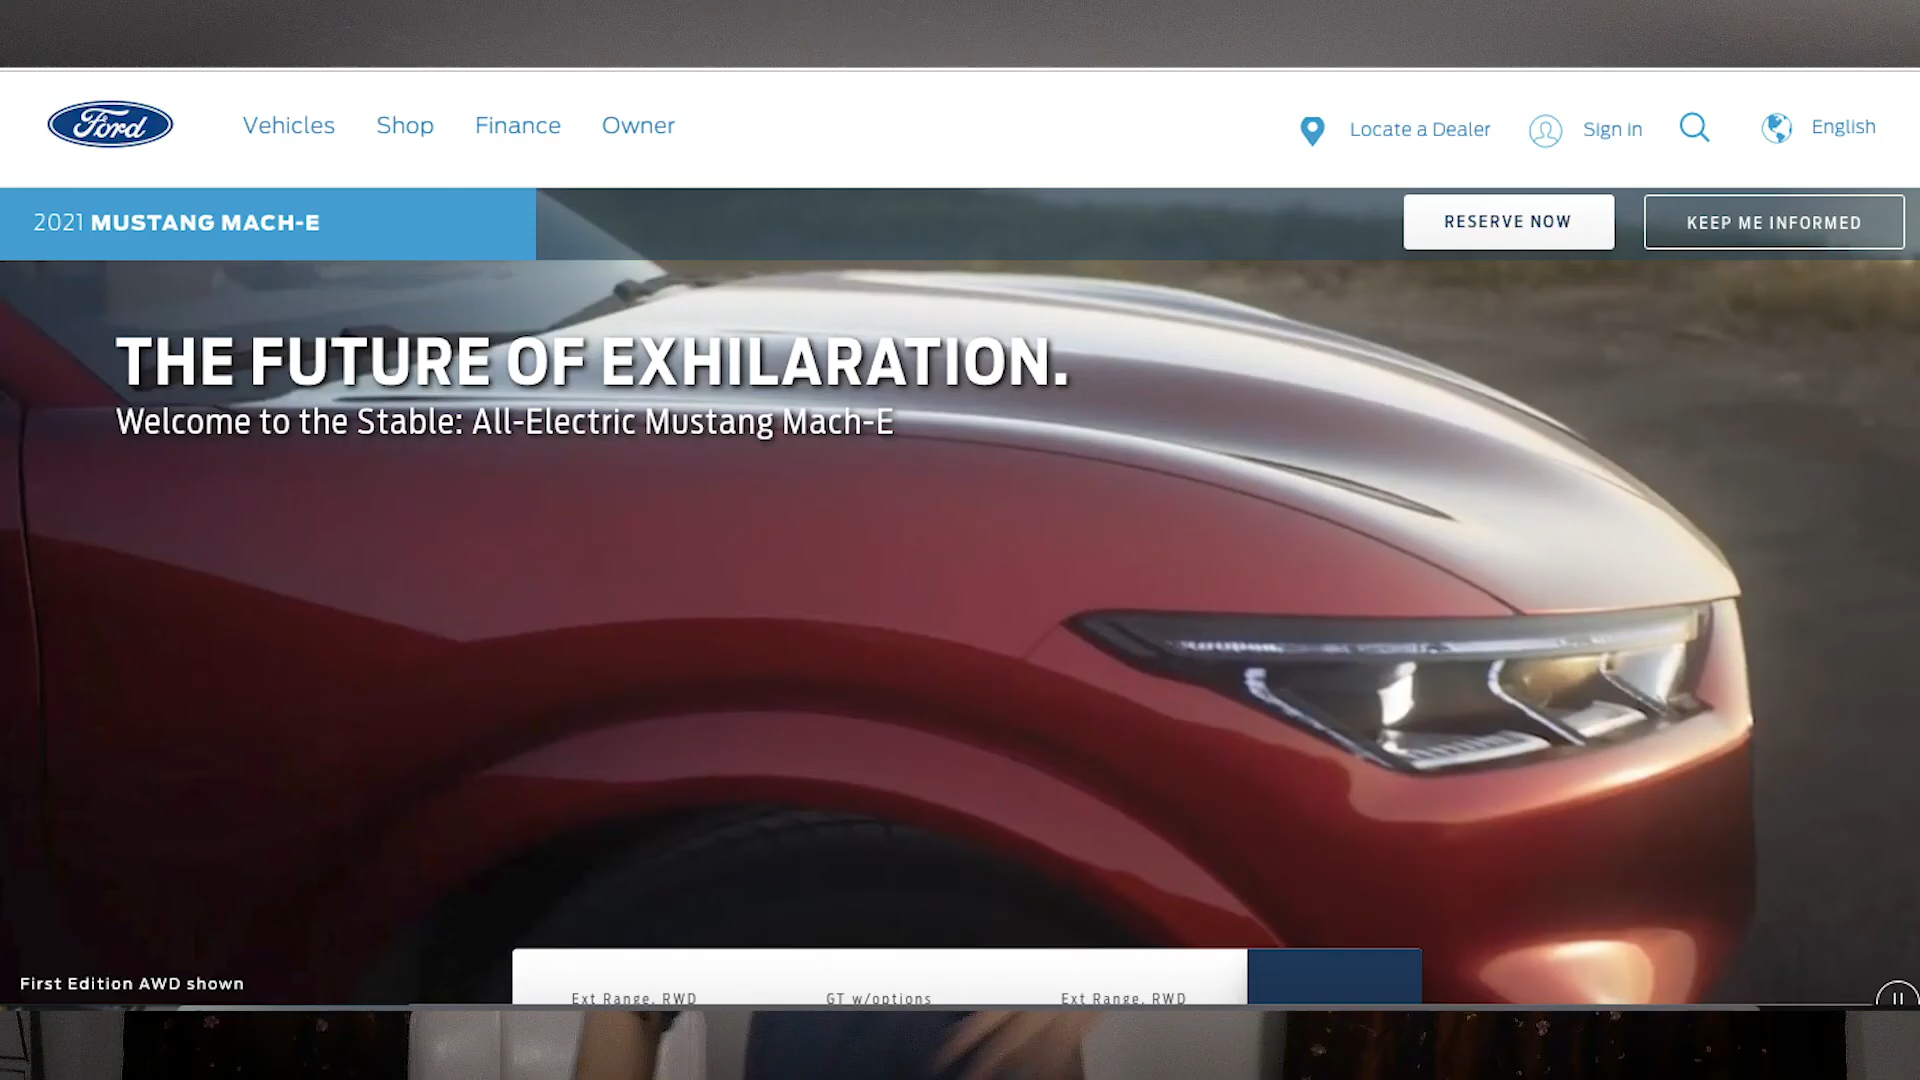 Ford
Vehicles Shop Finance Owner
Locate a Dealer Sign in English
2021 MUSTANG MACH-E
RESERVE NOW KEEP ME INFORMED
THE FUTURE OF EXHILARATION.
Welcome to the Stable: All-Electric Mustang Mach-E
First Edition AWD shown
Ext Range, RWD GT w/options Ext Range, RWD